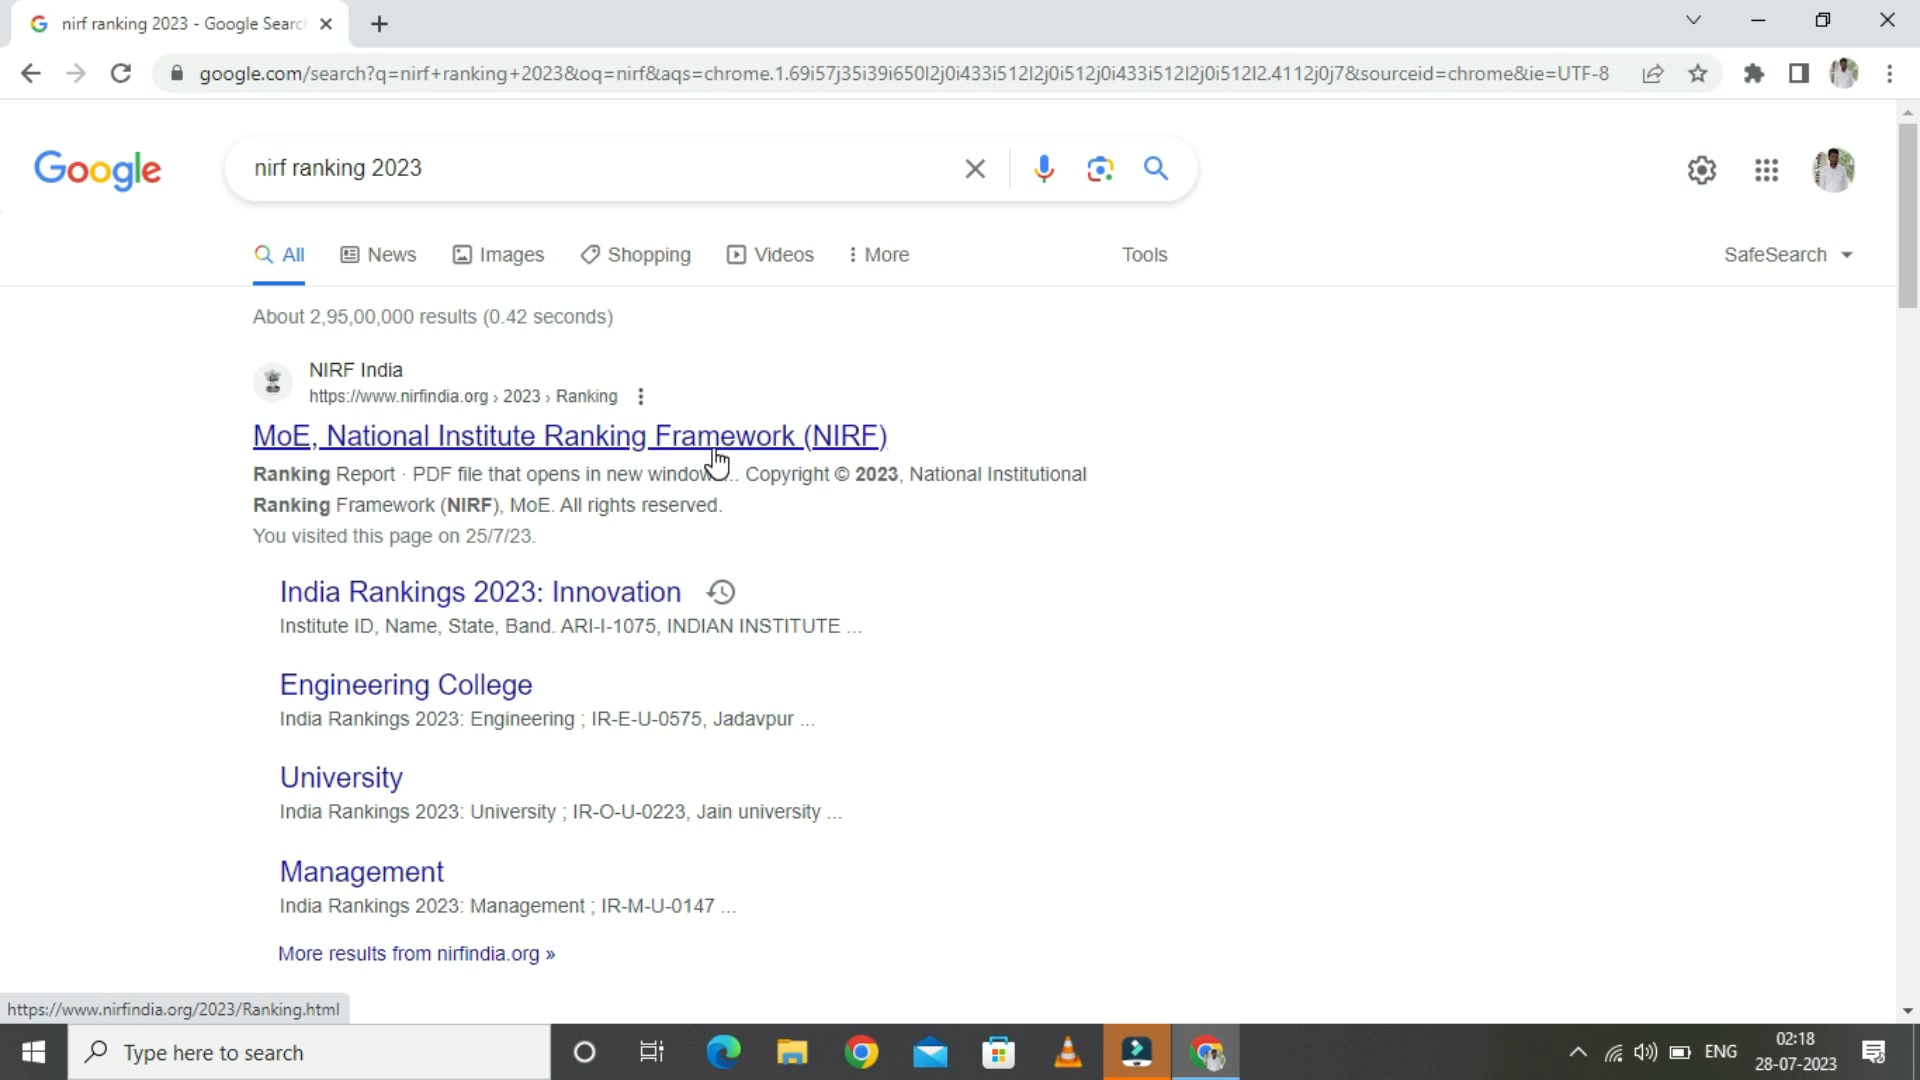 nirf ranking 2023 - Google Searc
google.com/search?q=nirf+ranking+2023&oq=nirf&aqs=chrome.1.69i57j35i39i650l2j0i433i512l2j0i512j0i433i512l2j0i512l2.4112j0j7&sourceid=chrome&ie=UTF-8
Google
nirf ranking 2023
All News Images Shopping Videos More Tools SafeSearch
About 2,95,00,000 results (0.42 seconds)
NIRF India
https://www.nirfindia.org › 2023 › Ranking
MoE, National Institute Ranking Framework (NIRF)
Ranking Report · PDF file that opens in new window ... Copyright © 2023, National Institutional
Ranking Framework (NIRF), MoE. All rights reserved.
You visited this page on 25/7/23.
India Rankings 2023: Innovation
Institute ID, Name, State, Band. ARI-I-1075, INDIAN INSTITUTE ...
Engineering College
India Rankings 2023: Engineering ; IR-E-U-0575, Jadavpur ...
University
India Rankings 2023: University ; IR-O-U-0223, Jain university ...
Management
India Rankings 2023: Management ; IR-M-U-0147 ...
More results from nirfindia.org »
https://www.nirfindia.org/2023/Ranking.html
Type here to search
ENG
02:18
28-07-2023